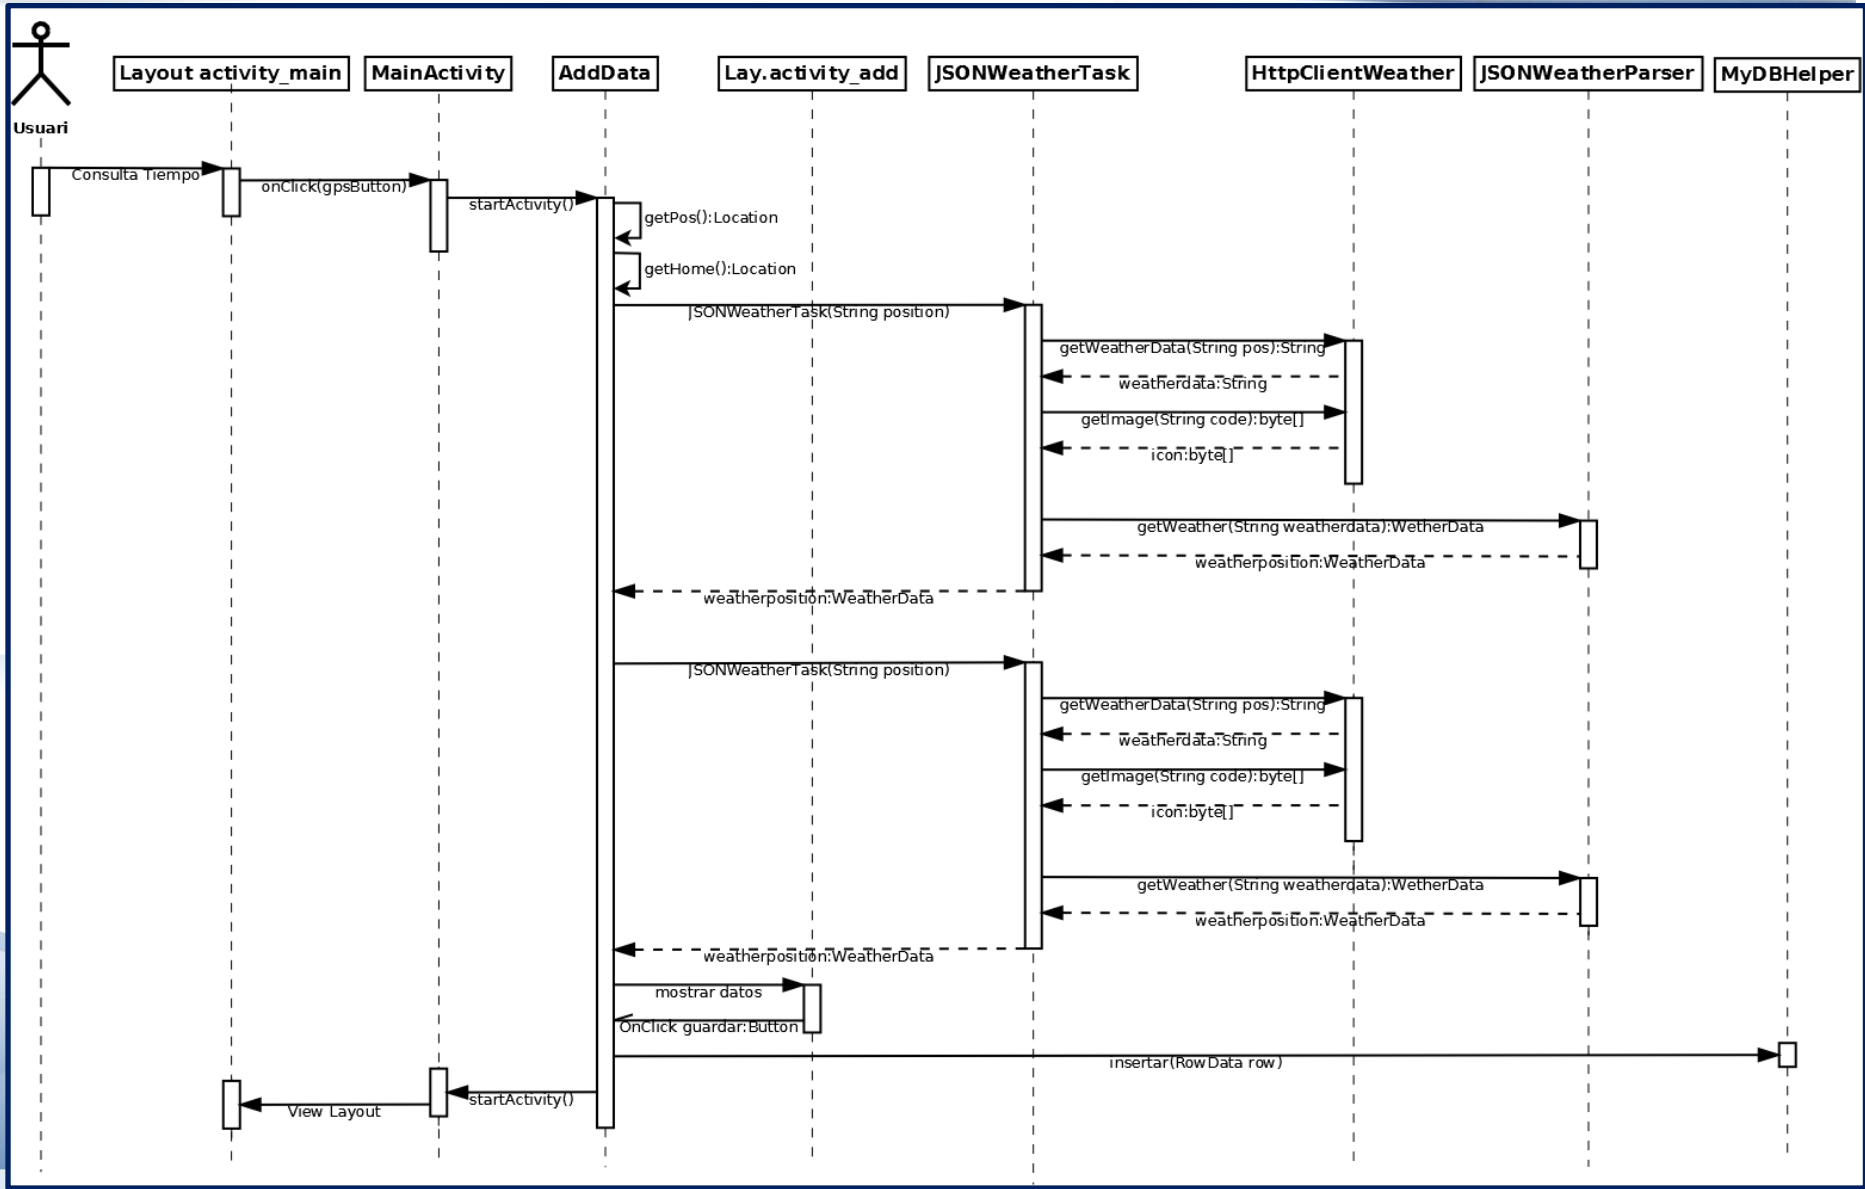 Layout activity_main
MainActivity
AddData
Lay.activity_add
JSONWeatherTask
HttpClientWeather
JSONWeatherParser
MyDBHelper
Usuari
Consulta Tiempo
onClick(gpsButton)
startActivity()
getPos():Location
getHome():Location
JSONWeatherTask(String position)
getWeatherData(String pos):String
weatherdata:String
getImage(String code):byte[]
icon:byte[]
getWeather(String weatherdata):WetherData
weatherposition:WeatherData
weatherposition:WeatherData
JSONWeatherTask(String position)
getWeatherData(String pos):String
weatherdata:String
getImage(String code):byte[]
icon:byte[]
getWeather(String weatherdata):WetherData
weatherposition:WeatherData
weatherposition:WeatherData
mostrar datos
OnClick guardar:Button
insertar(RowData row)
startActivity()
View Layout